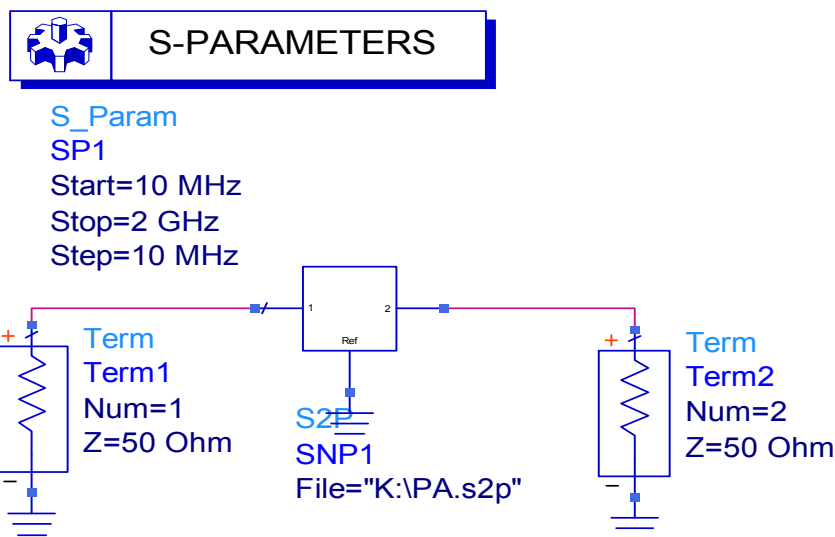 S-PARAMETERS
S_Param
SP1
Start=10 MHz
Stop=2 GHz
Step=10 MHz
1
2
Ref
+
Term
Term1
Num=1
Z=50 Ohm
−
S2P
SNP1
File="K:\PA.s2p"
+
Term
Term2
Num=2
Z=50 Ohm
−